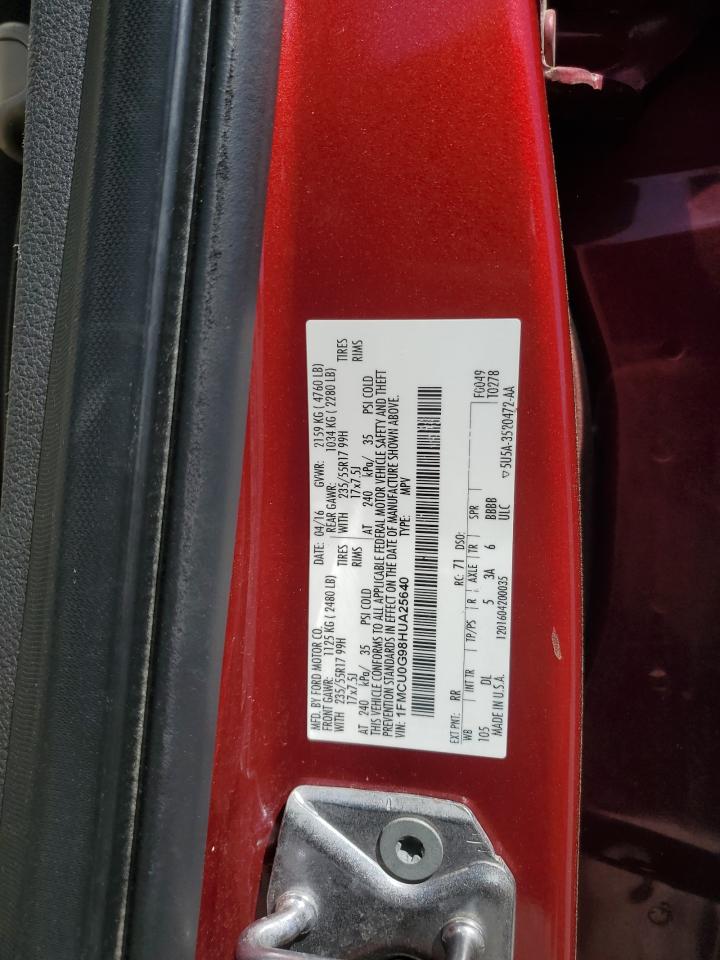 MFD. BY FORD MOTOR CO. DATE: 04/16 GVWR: 2159 KG ( 4760 LB)
FRONT GAWR: 1125 KG ( 2480 LB) REAR GAWR: 1034 KG ( 2280 LB)
WITH 235/55R17 99H TIRES WITH 235/55R17 99H TIRES
17x7.5J RIMS 17x7.5J RIMS
AT 240 kPa/ 35 PSI COLD AT 240 kPa/ 35 PSI COLD
THIS VEHICLE CONFORMS TO ALL APPLICABLE FEDERAL MOTOR VEHICLE SAFETY AND THEFT
PREVENTION STANDARDS IN EFFECT ON THE DATE OF MANUFACTURE SHOWN ABOVE.
VIN: 1FMCU0G98HUA25640 TYPE: MPV
EXT PNT: RR RC: 71 DSO: F0049
WB INT TR TP/PS R AXLE TR SPR T0278
105 DL 5 3A 6 BBBB
MADE IN U.S.A. 1201604200035 ULC ▽5U5A-3520472-AA